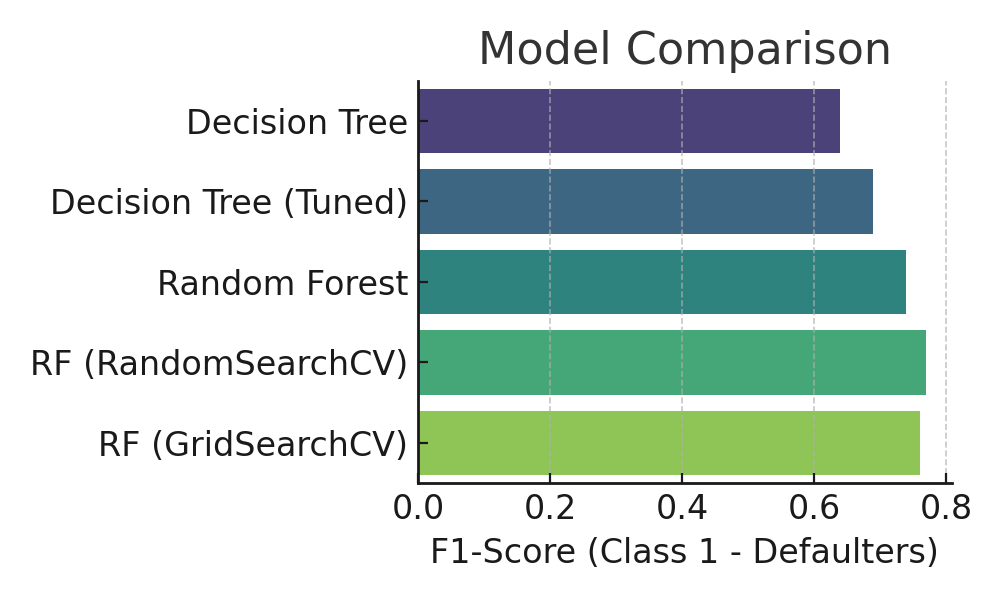 Model Comparison
Decision Tree
Decision Tree (Tuned)
Random Forest
RF (RandomSearchCV)
RF (GridSearchCV)
0.0 0.2 0.4 0.6 0.8
F1-Score (Class 1 - Defaulters)